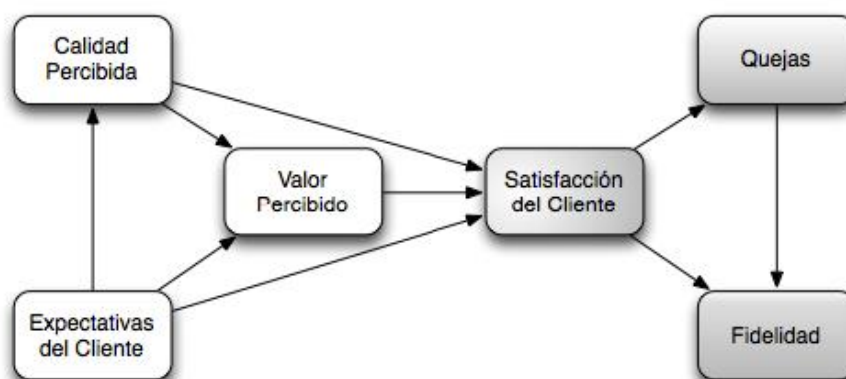 Calidad
Percibida
Quejas
Valor
Percibido
Satisfacción
del Cliente
Expectativas
del Cliente
Fidelidad